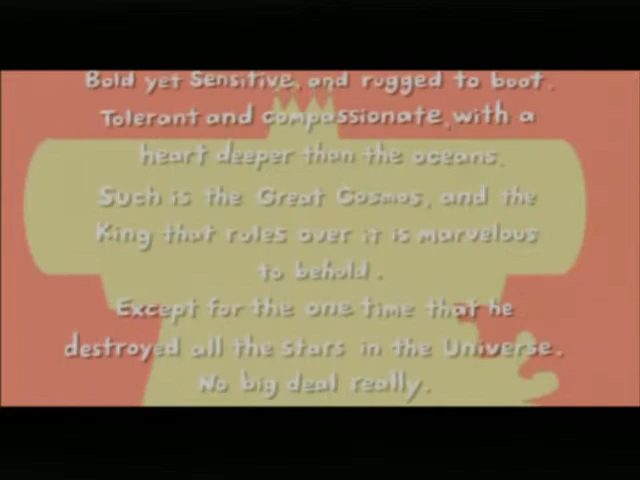 Bold yet Sensitive, and rugged to boot.
Tolerant and compassionate, with a
heart deeper than the oceans.
Such is the Great Cosmos, and the
King that rules over it is marvelous
to behold.
Except for the one time that he
destroyed all the stars in the Universe.
No big deal really.